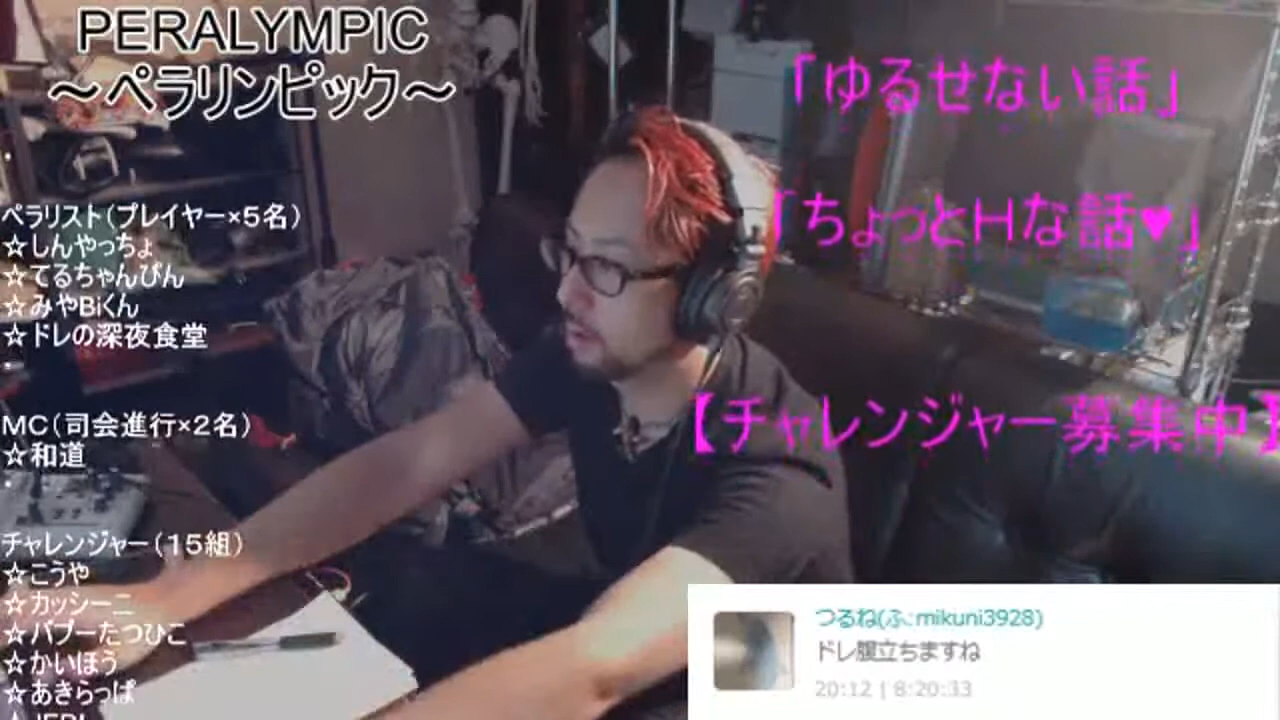 PERALYMPIC
～ペラリンピック～
「ゆるせない話」
「ちょっとHな話♥」
【チャレンジャー募集中】
ペラリスト(プレイヤー×5名)
☆しんやっちょ
☆てるちゃんぴん
☆みやBiくん
☆ドレの深夜食堂
MC(司会進行×2名)
☆和道
チャレンジャー(15組)
☆こうや
☆カッシーニ
☆バブーたつひこ
☆かいほう
☆あきらっぱ
つるね(ふ:mikuni3928)
ドレ腹立ちますね
20:12 | 8:20:33